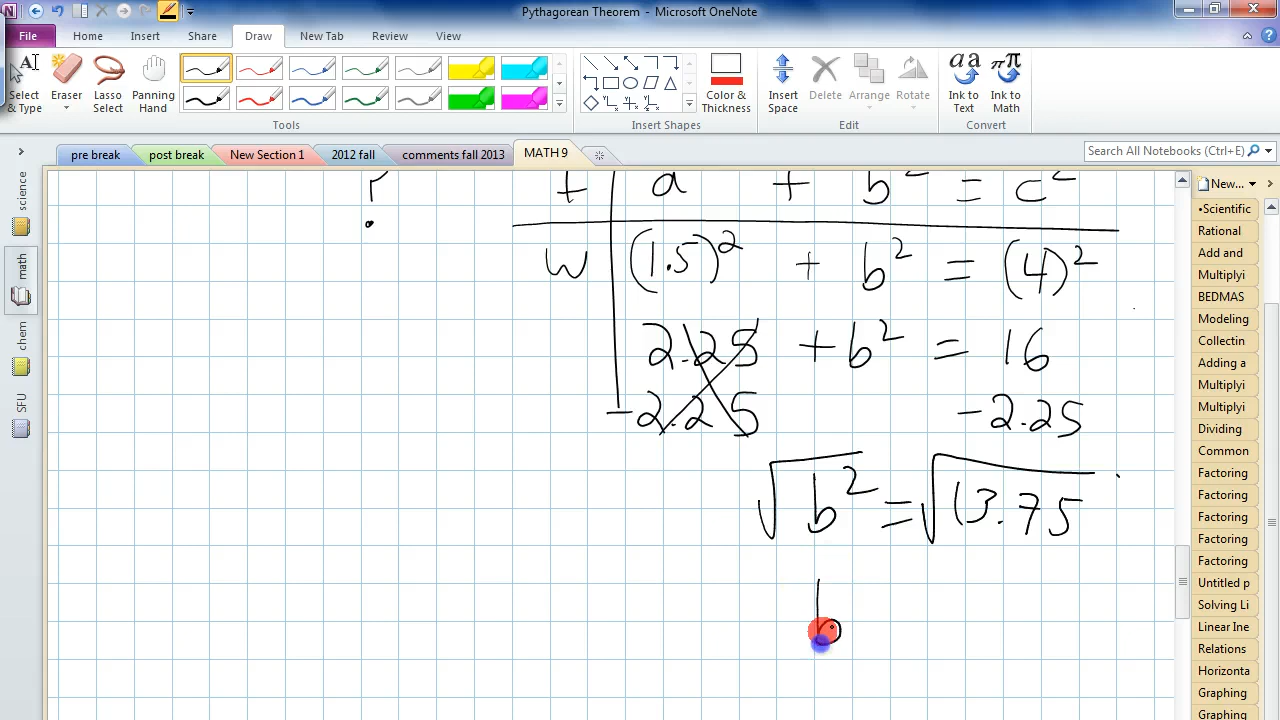 Pythagorean Theorem - Microsoft OneNote
File Home Insert Share Draw New Tab Review View
Select & Type Eraser Lasso Select Panning Hand Color & Thickness Insert Space Delete Arrange Rotate Ink to Text Ink to Math
Tools Insert Shapes Edit Convert
pre break post break New Section 1 2012 fall comments fall 2013 MATH 9 Search All Notebooks (Ctrl+E)
science
math
chem
SFU
New...
•Scientific
Rational
Add and
Multiplyi
BEDMAS
Modeling
Collectin
Adding a
Multiplyi
Multiplyi
Dividing
Common
Factoring
Factoring
Factoring
Factoring
Factoring
Untitled p
Solving Li
Linear Ine
Relations
Horizonta
Graphing
Graphing
a + b² = c²
w (1.5)² + b² = (4)²
2.25 + b² = 16
-2.25 -2.25
√b² = √13.75
b